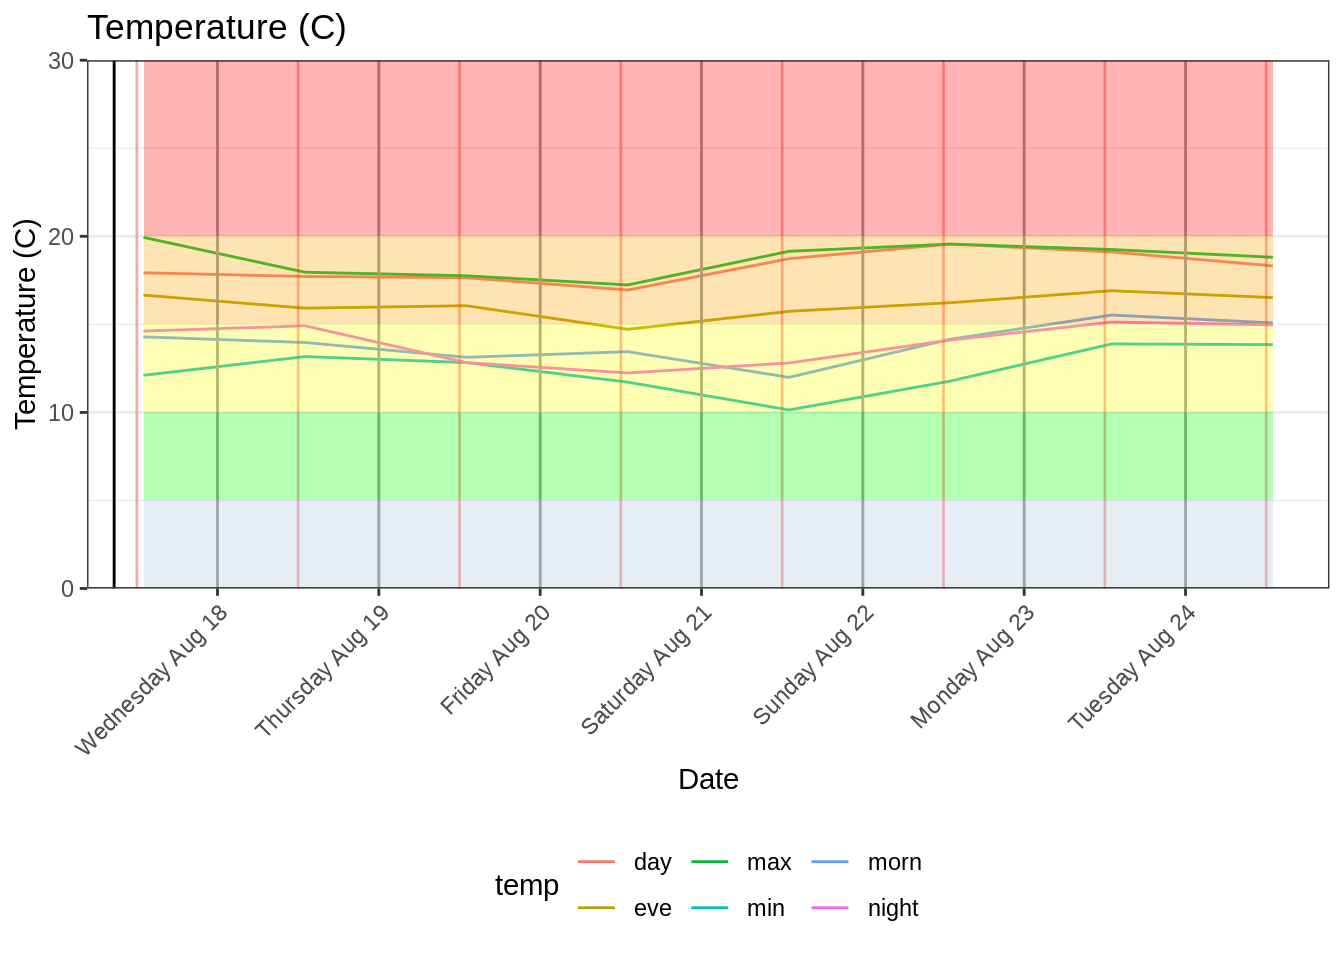 Temperature (C)
30
20
10
0
Temperature (C)
Wednesday Aug 18
Thursday Aug 19
Friday Aug 20
Saturday Aug 21
Sunday Aug 22
Monday Aug 23
Tuesday Aug 24
Date
temp
day max morn
eve min night